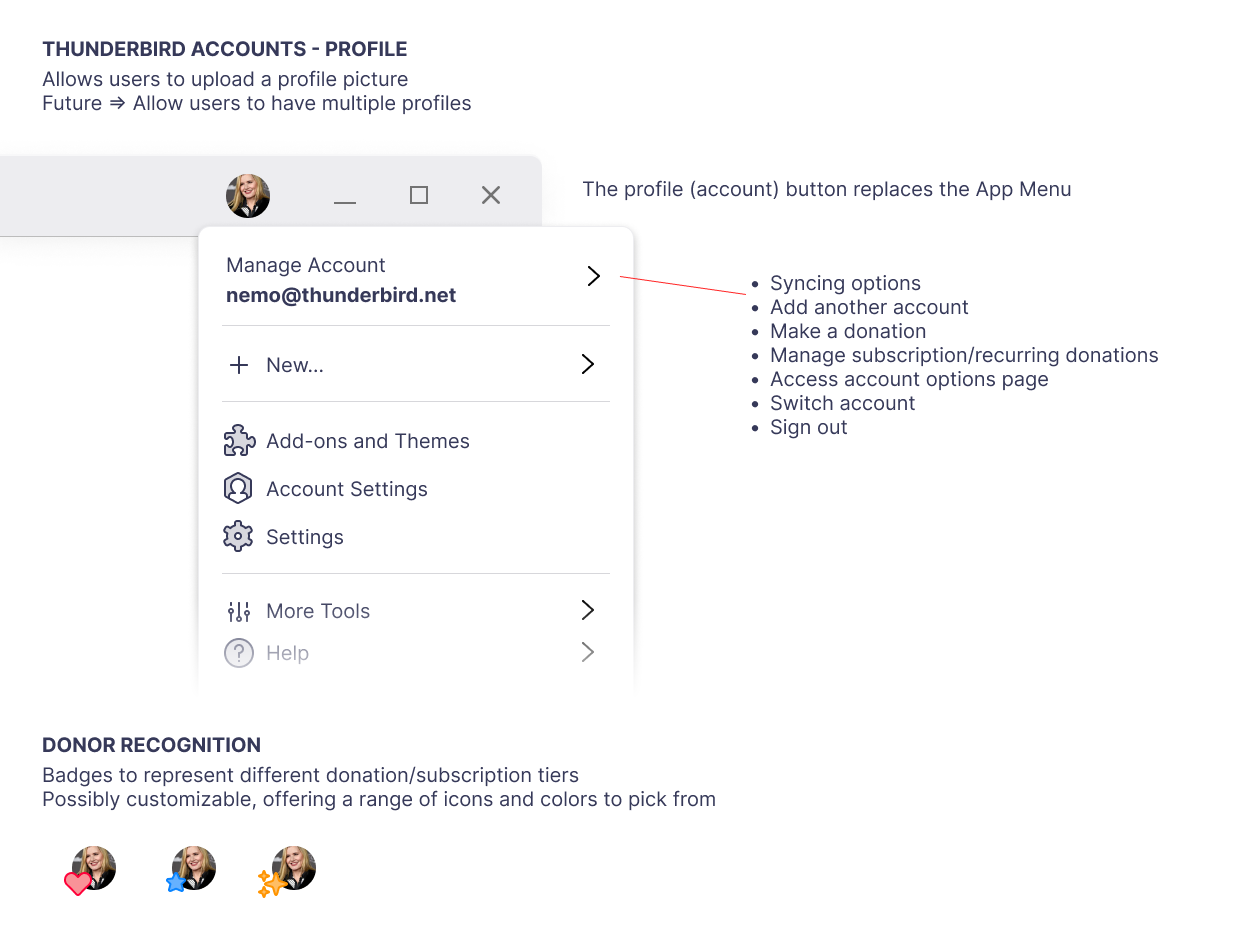 THUNDERBIRD ACCOUNTS - PROFILE
Allows users to upload a profile picture
Future ⇒ Allow users to have multiple profiles
The profile (account) button replaces the App Menu
Manage Account
nemo@thunderbird.net
New...
Add-ons and Themes
Account Settings
Settings
More Tools
Help
• Syncing options
• Add another account
• Make a donation
• Manage subscription/recurring donations
• Access account options page
• Switch account
• Sign out
DONOR RECOGNITION
Badges to represent different donation/subscription tiers
Possibly customizable, offering a range of icons and colors to pick from